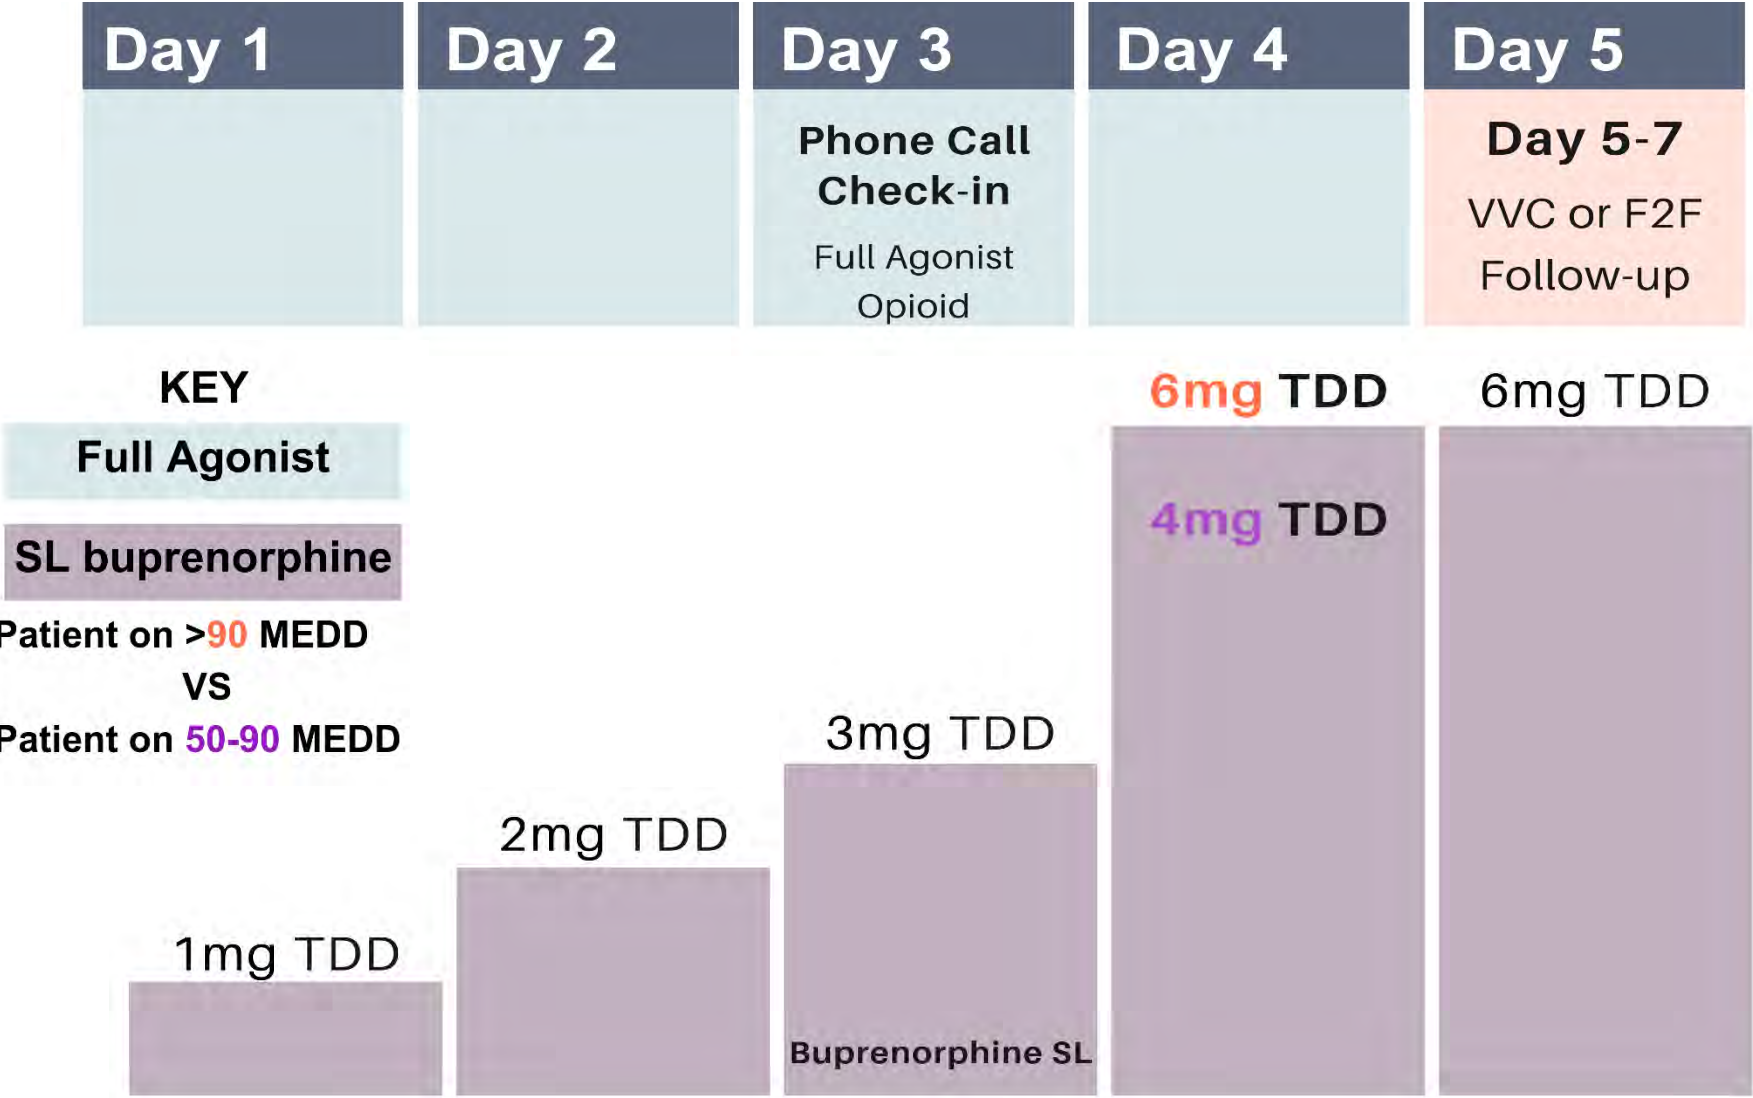 Day 1
Day 2
Day 3
Day 4
Day 5
Phone Call
Check-in
Full Agonist
Opioid
Day 5-7
VVC or F2F
Follow-up
KEY
Full Agonist
SL buprenorphine
Patient on >90 MEDD
VS
Patient on 50-90 MEDD
1mg TDD
2mg TDD
3mg TDD
Buprenorphine SL
6mg TDD
4mg TDD
6mg TDD